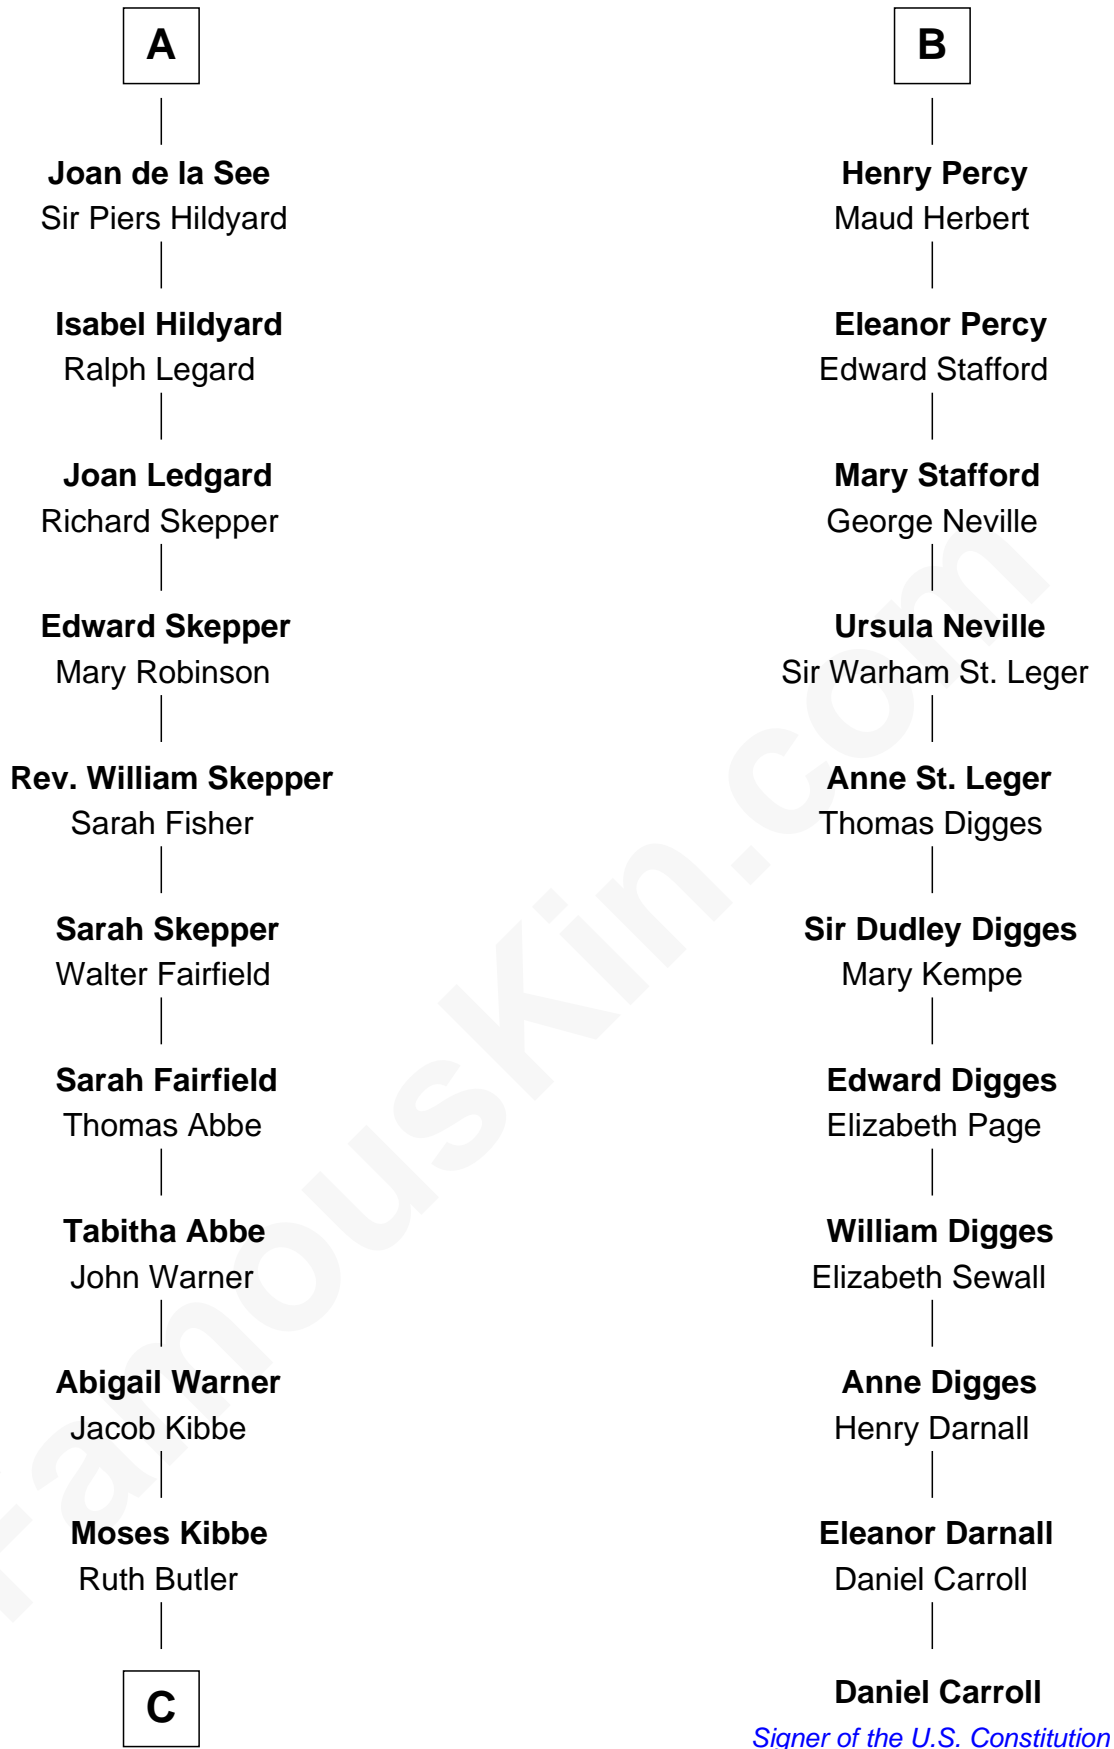 A
Joan de la See
Sir Piers Hildyard
Isabel Hildyard
Ralph Legard
Joan Ledgard
Richard Skepper
Edward Skepper
Mary Robinson
Rev. William Skepper
Sarah Fisher
Sarah Skepper
Walter Fairfield
Sarah Fairfield
Thomas Abbe
Tabitha Abbe
John Warner
Abigail Warner
Jacob Kibbe
Moses Kibbe
Ruth Butler
C
B
Henry Percy
Maud Herbert
Eleanor Percy
Edward Stafford
Mary Stafford
George Neville
Ursula Neville
Sir Warham St. Leger
Anne St. Leger
Thomas Digges
Sir Dudley Digges
Mary Kempe
Edward Digges
Elizabeth Page
William Digges
Elizabeth Sewall
Anne Digges
Henry Darnall
Eleanor Darnall
Daniel Carroll
Daniel Carroll
Signer of the U.S. Constitution
FamousKin.com